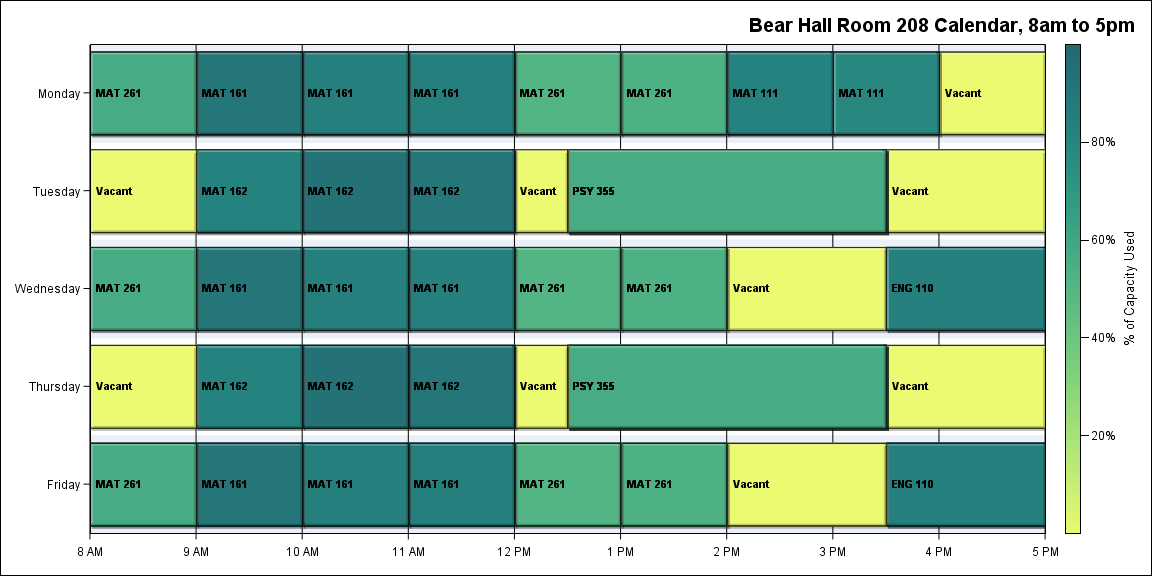 Bear Hall Room 208 Calendar, 8am to 5pm
Monday MAT 261 MAT 161 MAT 161 MAT 161 MAT 261 MAT 261 MAT 111 MAT 111 Vacant
80%
Tuesday Vacant MAT 162 MAT 162 MAT 162 Vacant PSY 355 Vacant
60%
% of Capacity Used
Wednesday MAT 261 MAT 161 MAT 161 MAT 161 MAT 261 MAT 261 Vacant ENG 110
40%
Thursday Vacant MAT 162 MAT 162 MAT 162 Vacant PSY 355 Vacant
20%
Friday MAT 261 MAT 161 MAT 161 MAT 161 MAT 261 MAT 261 Vacant ENG 110
8 AM 9 AM 10 AM 11 AM 12 PM 1 PM 2 PM 3 PM 4 PM 5 PM